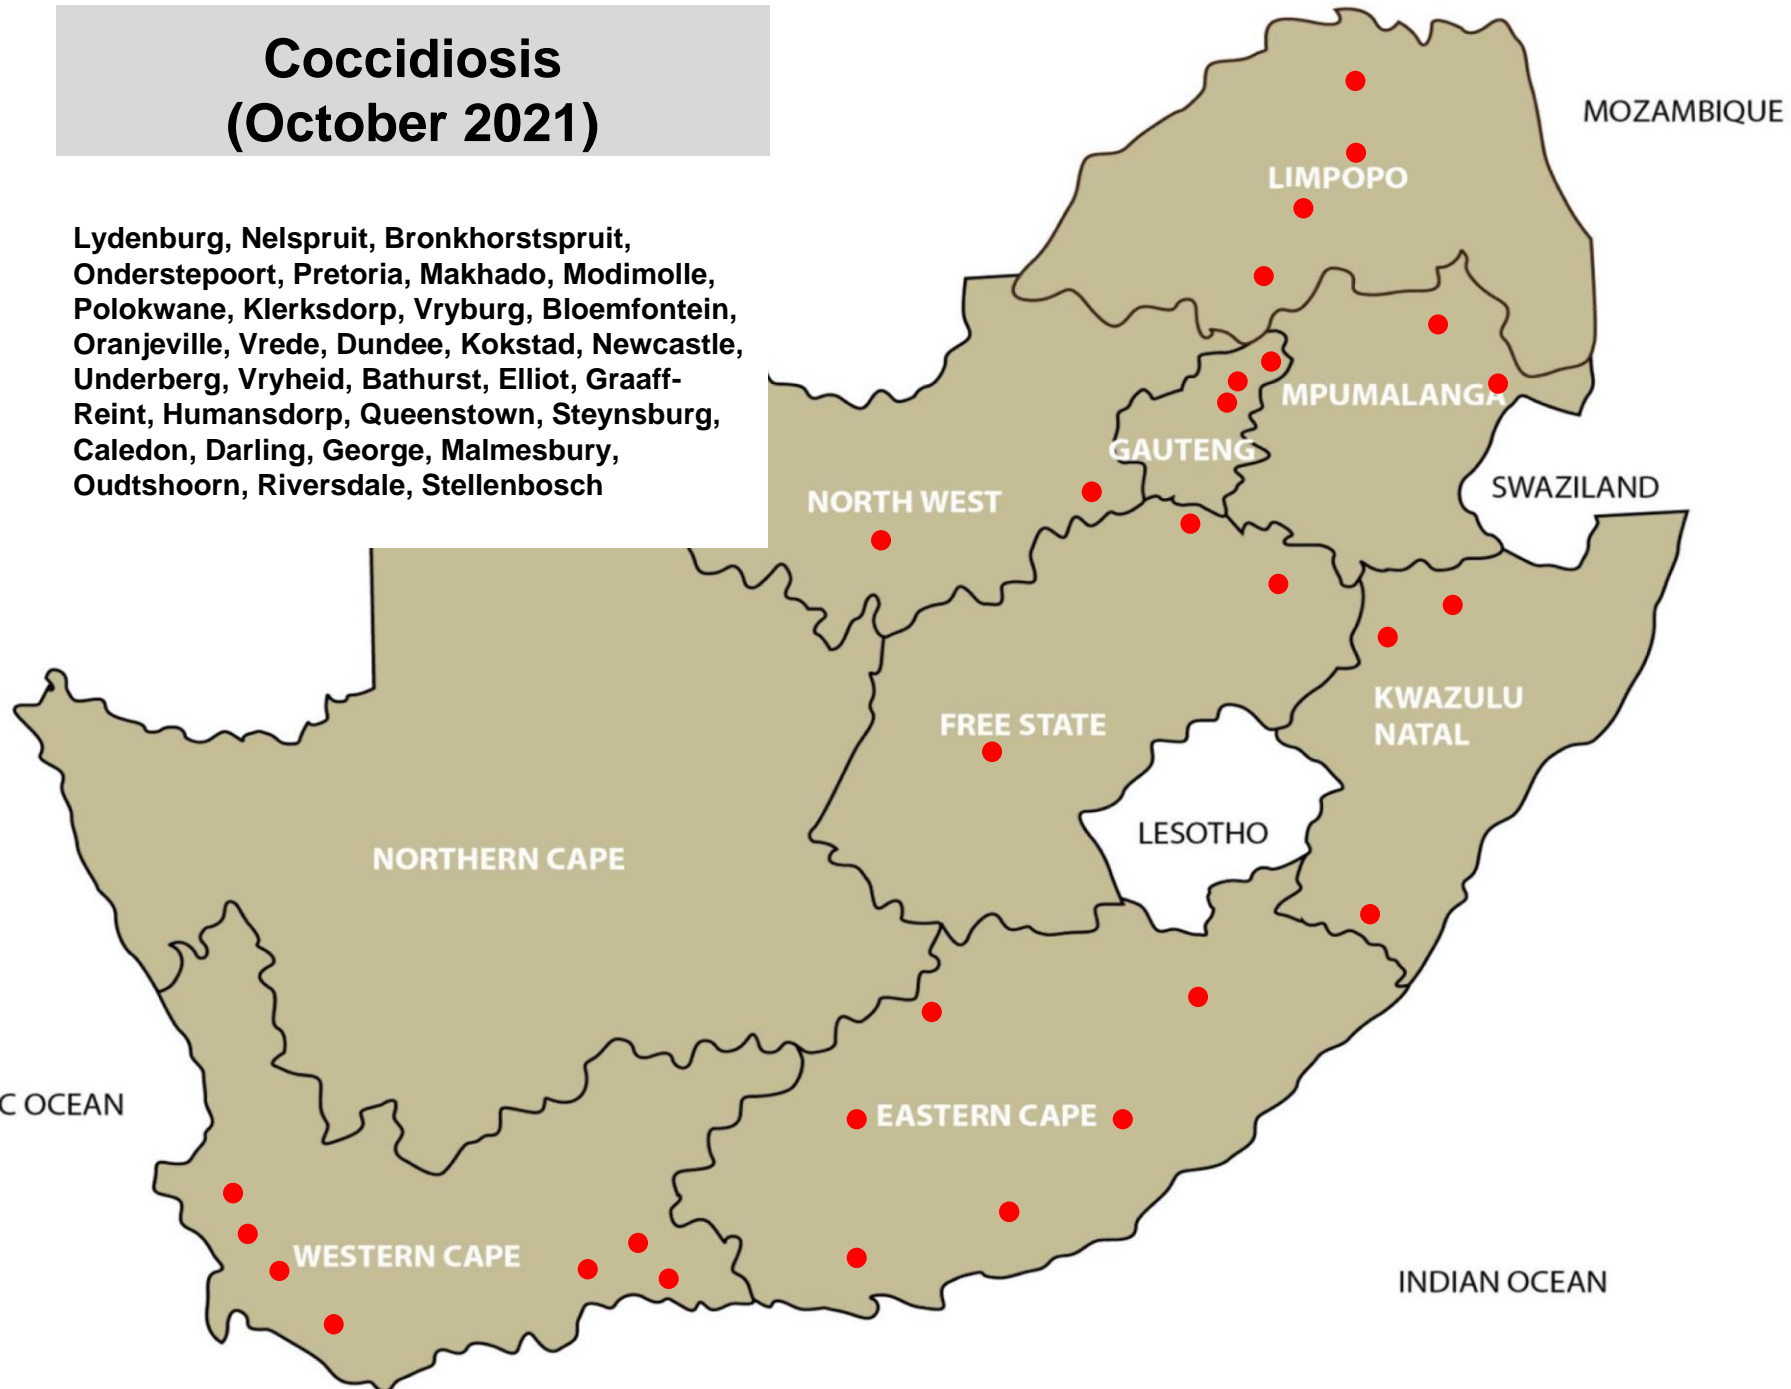 Coccidiosis
(October 2021)
Lydenburg, Nelspruit, Bronkhorstspruit,
Onderstepoort, Pretoria, Makhado, Modimolle,
Polokwane, Klerksdorp, Vryburg, Bloemfontein,
Oranjeville, Vrede, Dundee, Kokstad, Newcastle,
Underberg, Vryheid, Bathurst, Elliot, Graaff-
Reint, Humansdorp, Queenstown, Steynsburg,
Caledon, Darling, George, Malmesbury,
Oudtshoorn, Riversdale, Stellenbosch
MOZAMBIQUE
LIMPOPO
MPUMALANGA
GAUTENG
NORTH WEST
SWAZILAND
KWAZULU
NATAL
FREE STATE
LESOTHO
NORTHERN CAPE
C OCEAN
EASTERN CAPE
WESTERN CAPE
INDIAN OCEAN